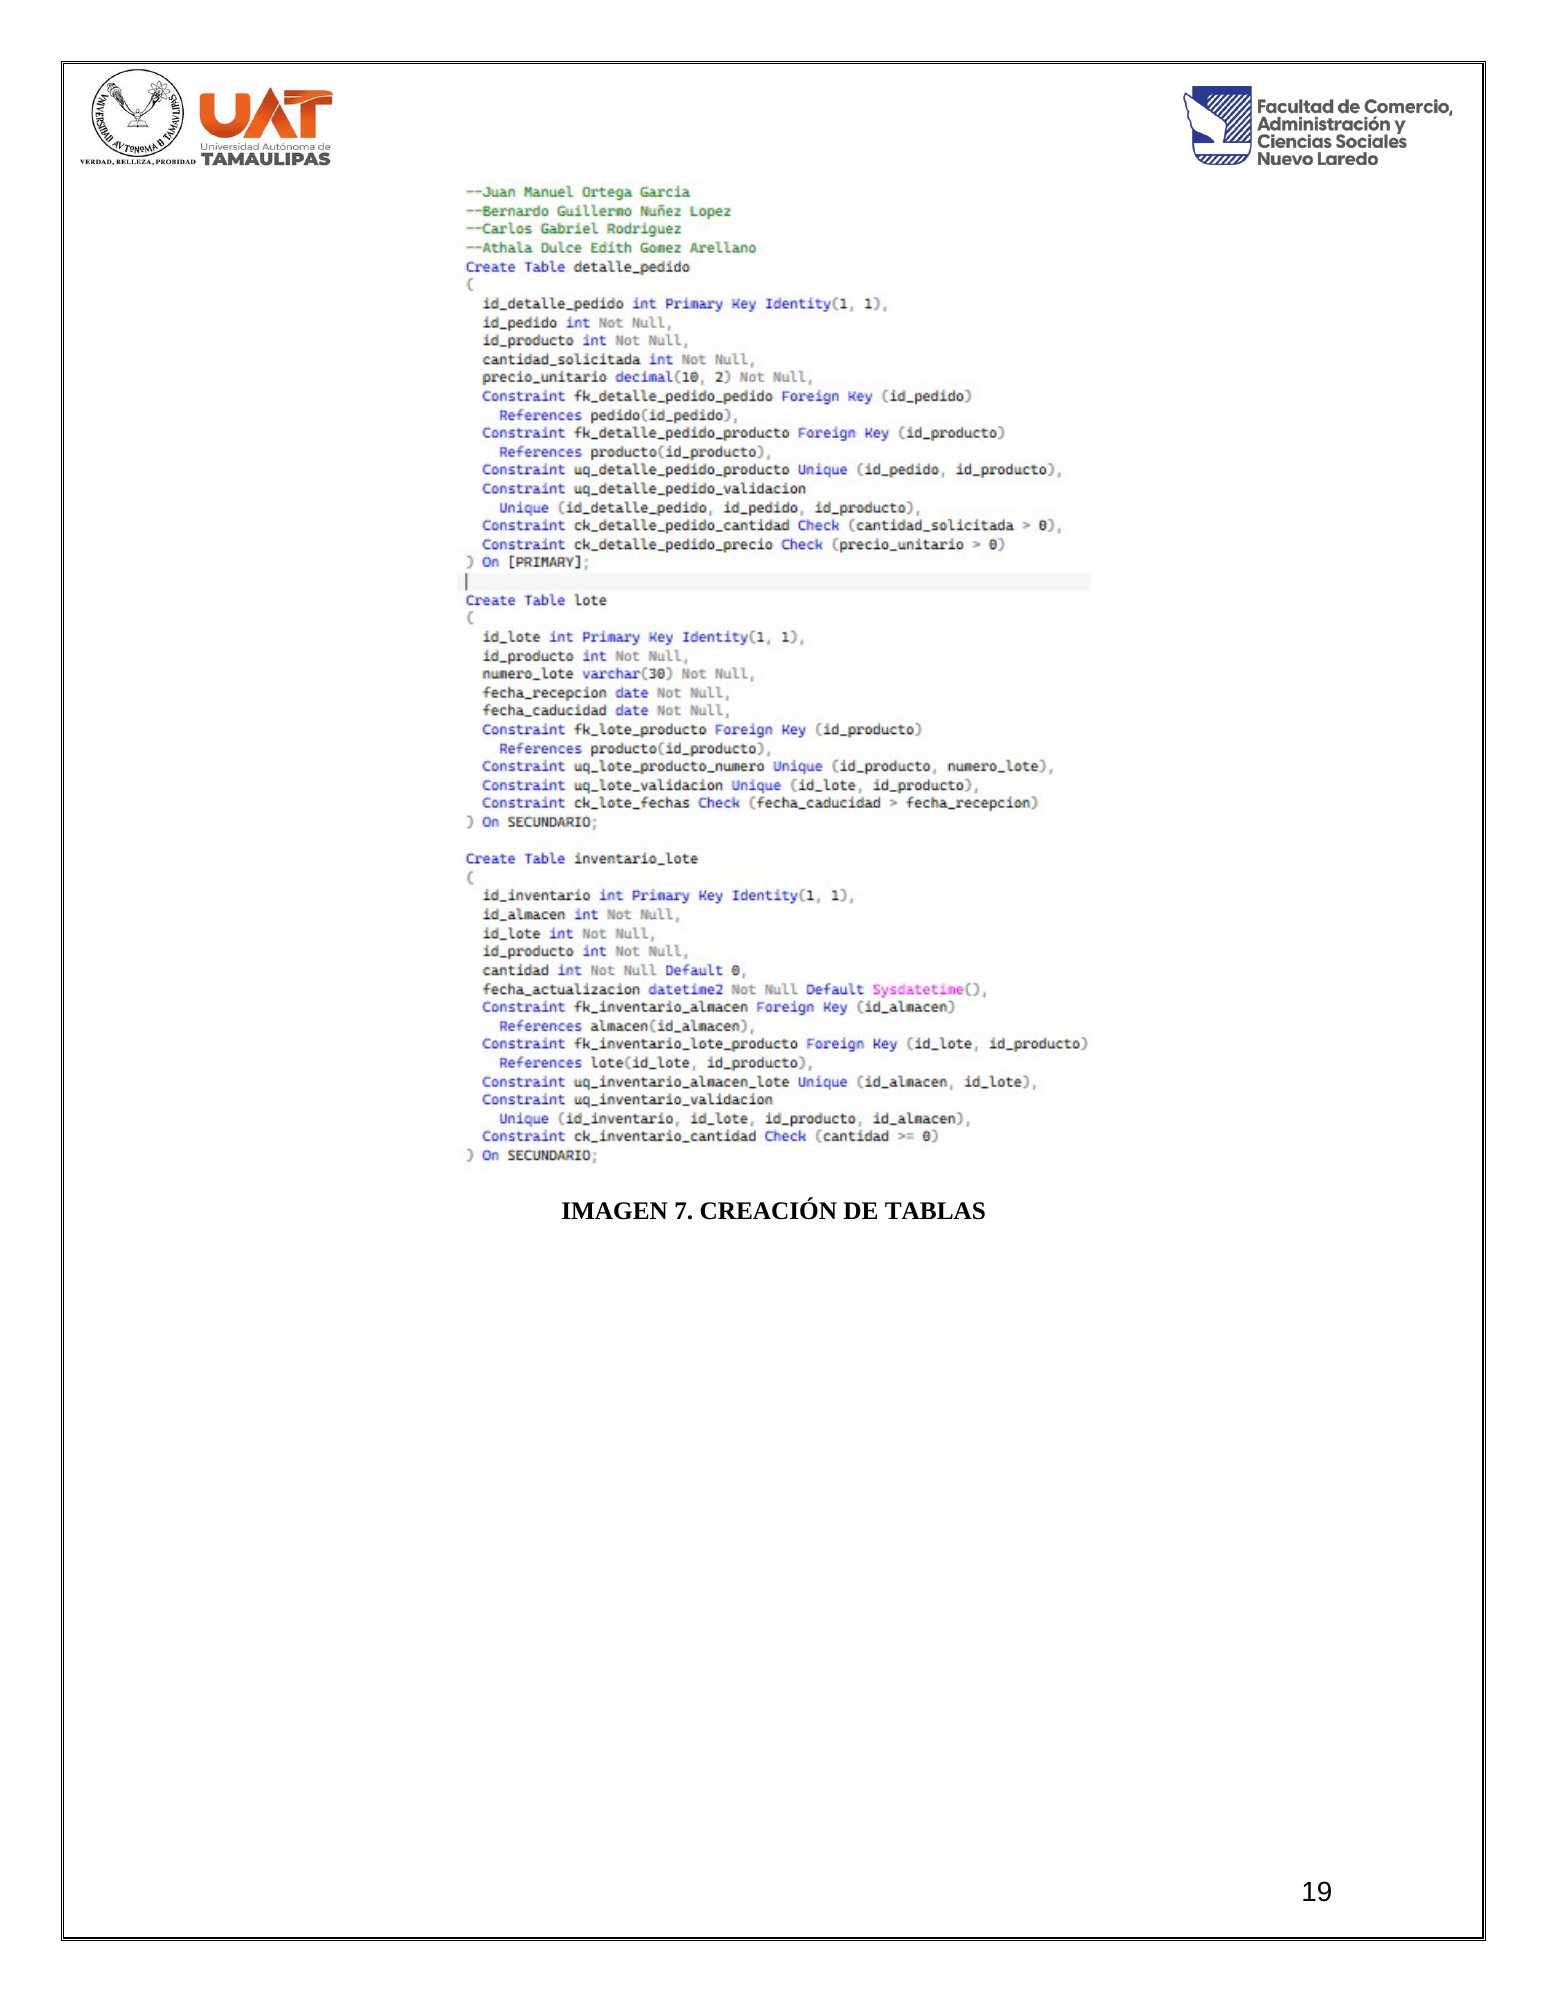 VNIVERSIDAD AVTONOMA D TAMAVLIPAS
VERDAD, BELLEZA, PROBIDAD
UAT
Universidad Autónoma de
TAMAULIPAS
Facultad de Comercio,
Administración y
Ciencias Sociales
Nuevo Laredo
--Juan Manuel Ortega Garcia
--Bernardo Guillermo Nuñez Lopez
--Carlos Gabriel Rodriguez
--Athala Dulce Edith Gomez Arellano
Create Table detalle_pedido
(
id_detalle_pedido int Primary Key Identity(1, 1),
id_pedido int Not Null,
id_producto int Not Null,
cantidad_solicitada int Not Null,
precio_unitario decimal(10, 2) Not Null,
Constraint fk_detalle_pedido_pedido Foreign Key (id_pedido)
References pedido(id_pedido),
Constraint fk_detalle_pedido_producto Foreign Key (id_producto)
References producto(id_producto),
Constraint uq_detalle_pedido_producto Unique (id_pedido, id_producto),
Constraint uq_detalle_pedido_validacion
Unique (id_detalle_pedido, id_pedido, id_producto),
Constraint ck_detalle_pedido_cantidad Check (cantidad_solicitada > 0),
Constraint ck_detalle_pedido_precio Check (precio_unitario > 0)
) On [PRIMARY];
Create Table lote
(
id_lote int Primary Key Identity(1, 1),
id_producto int Not Null,
numero_lote varchar(30) Not Null,
fecha_recepcion date Not Null,
fecha_caducidad date Not Null,
Constraint fk_lote_producto Foreign Key (id_producto)
References producto(id_producto),
Constraint uq_lote_producto_numero Unique (id_producto, numero_lote),
Constraint uq_lote_validacion Unique (id_lote, id_producto),
Constraint ck_lote_fechas Check (fecha_caducidad > fecha_recepcion)
) On SECUNDARIO;
Create Table inventario_lote
(
id_inventario int Primary Key Identity(1, 1),
id_almacen int Not Null,
id_lote int Not Null,
id_producto int Not Null,
cantidad int Not Null Default 0,
fecha_actualizacion datetime2 Not Null Default Sysdatetime(),
Constraint fk_inventario_almacen Foreign Key (id_almacen)
References almacen(id_almacen),
Constraint fk_inventario_lote_producto Foreign Key (id_lote, id_producto)
References lote(id_lote, id_producto),
Constraint uq_inventario_almacen_lote Unique (id_almacen, id_lote),
Constraint uq_inventario_validacion
Unique (id_inventario, id_lote, id_producto, id_almacen),
Constraint ck_inventario_cantidad Check (cantidad >= 0)
) On SECUNDARIO;
IMAGEN 7. CREACIÓN DE TABLAS
19